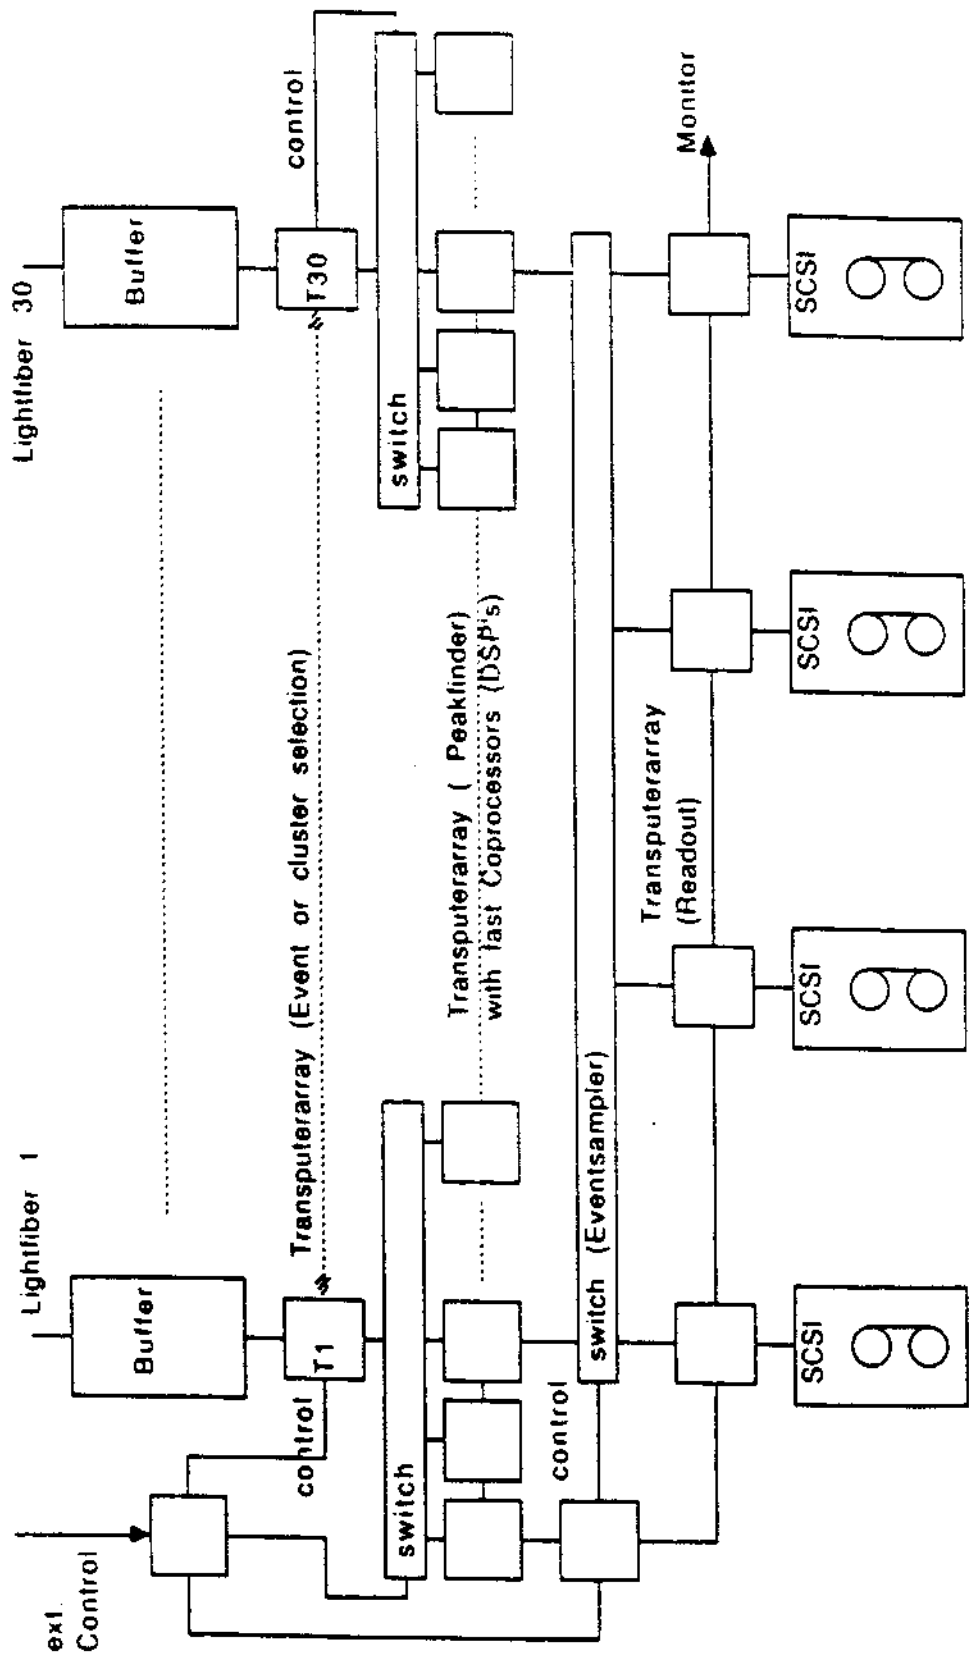 ext.
Control
Lightfiber 1
Lightfiber 30
Buffer
Buffer
control
T1
Transputerarray (Event or cluster selection)
T30
control
switch
switch
Transputerarray ( Peakfinder)
with fast Coprocessors (DSP's)
control
switch (Eventsampler)
Transputerarray
(Readout)
Monitor
SCSI
SCSI
SCSI
SCSI